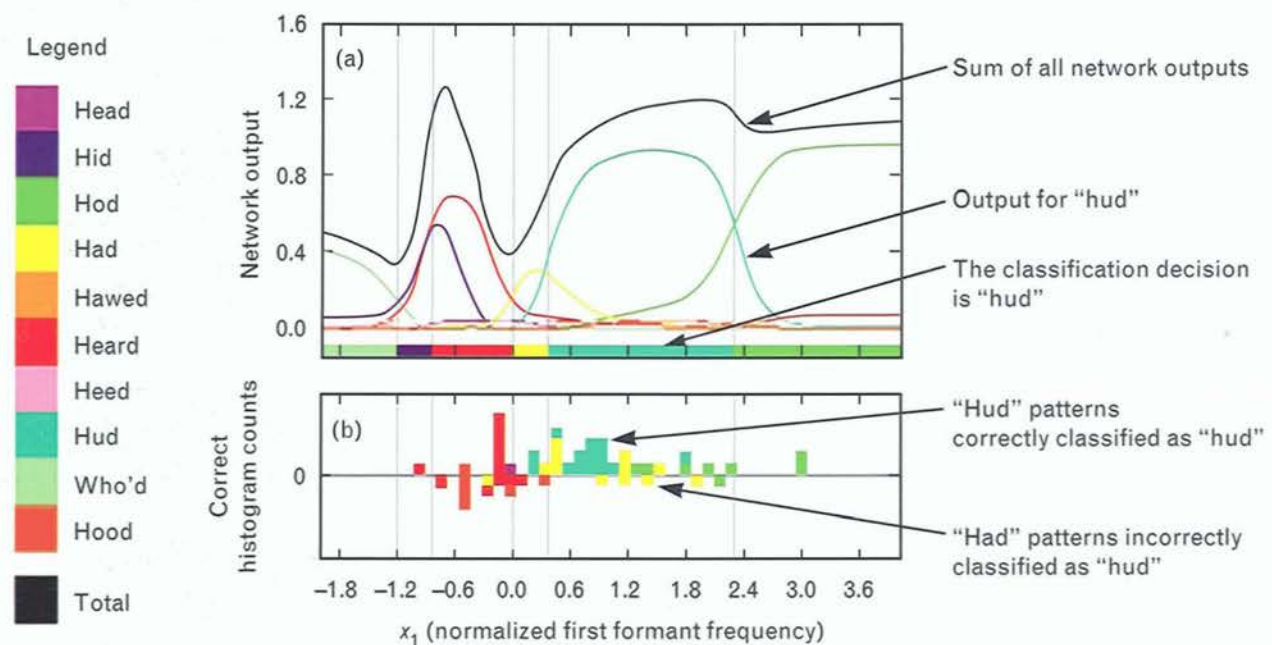 Legend
Head
Hid
Hod
Had
Hawed
Heard
Heed
Hud
Who'd
Hood
Total
(a)
Network output
1.6
1.2
0.8
0.4
0.0
Sum of all network outputs
Output for “hud”
The classification decision
is “hud”
(b)
Correct
histogram counts
0
“Hud” patterns
correctly classified as “hud”
“Had” patterns incorrectly
classified as “hud”
−1.8 −1.2 −0.6 0.0 0.6 1.2 1.8 2.4 3.0 3.6
x1 (normalized first formant frequency)